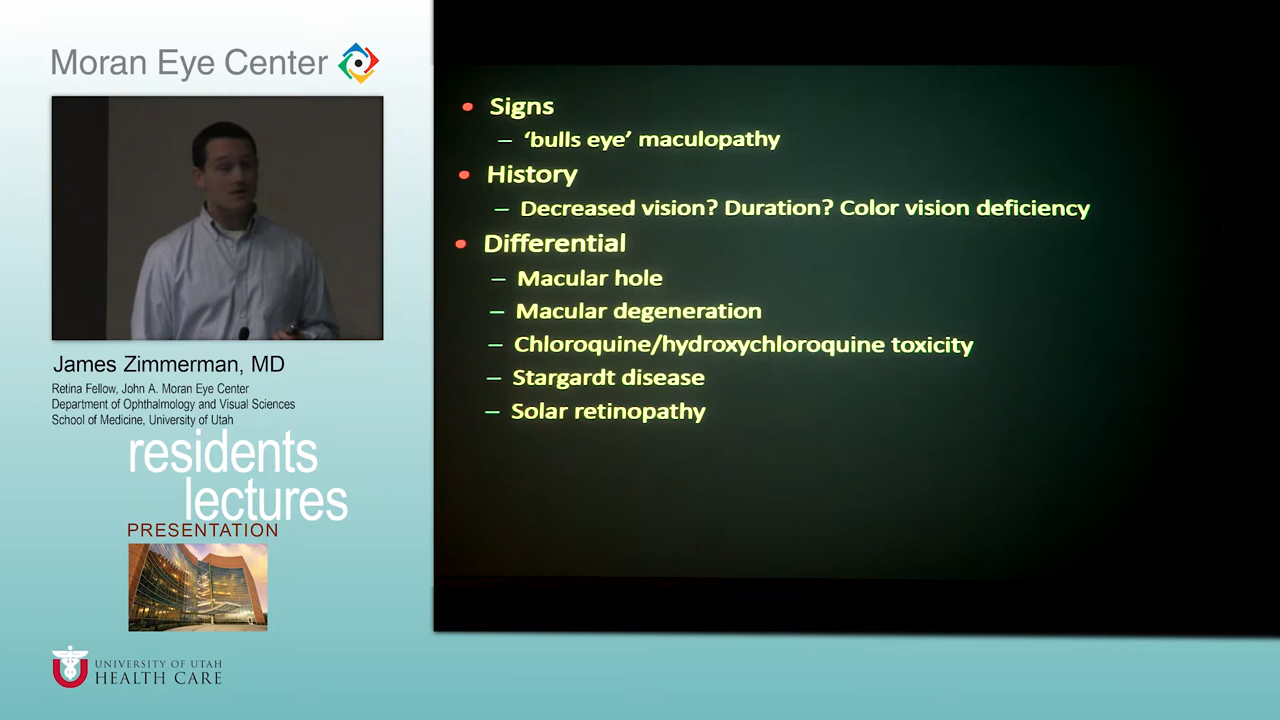 Moran Eye Center
James Zimmerman, MD
Retina Fellow, John A. Moran Eye Center
Department of Ophthalmology and Visual Sciences
School of Medicine, University of Utah
residents
lectures
PRESENTATION
UNIVERSITY OF UTAH
HEALTH CARE
• Signs
– ‘bulls eye’ maculopathy
• History
– Decreased vision? Duration? Color vision deficiency
• Differential
– Macular hole
– Macular degeneration
– Chloroquine/hydroxychloroquine toxicity
– Stargardt disease
– Solar retinopathy